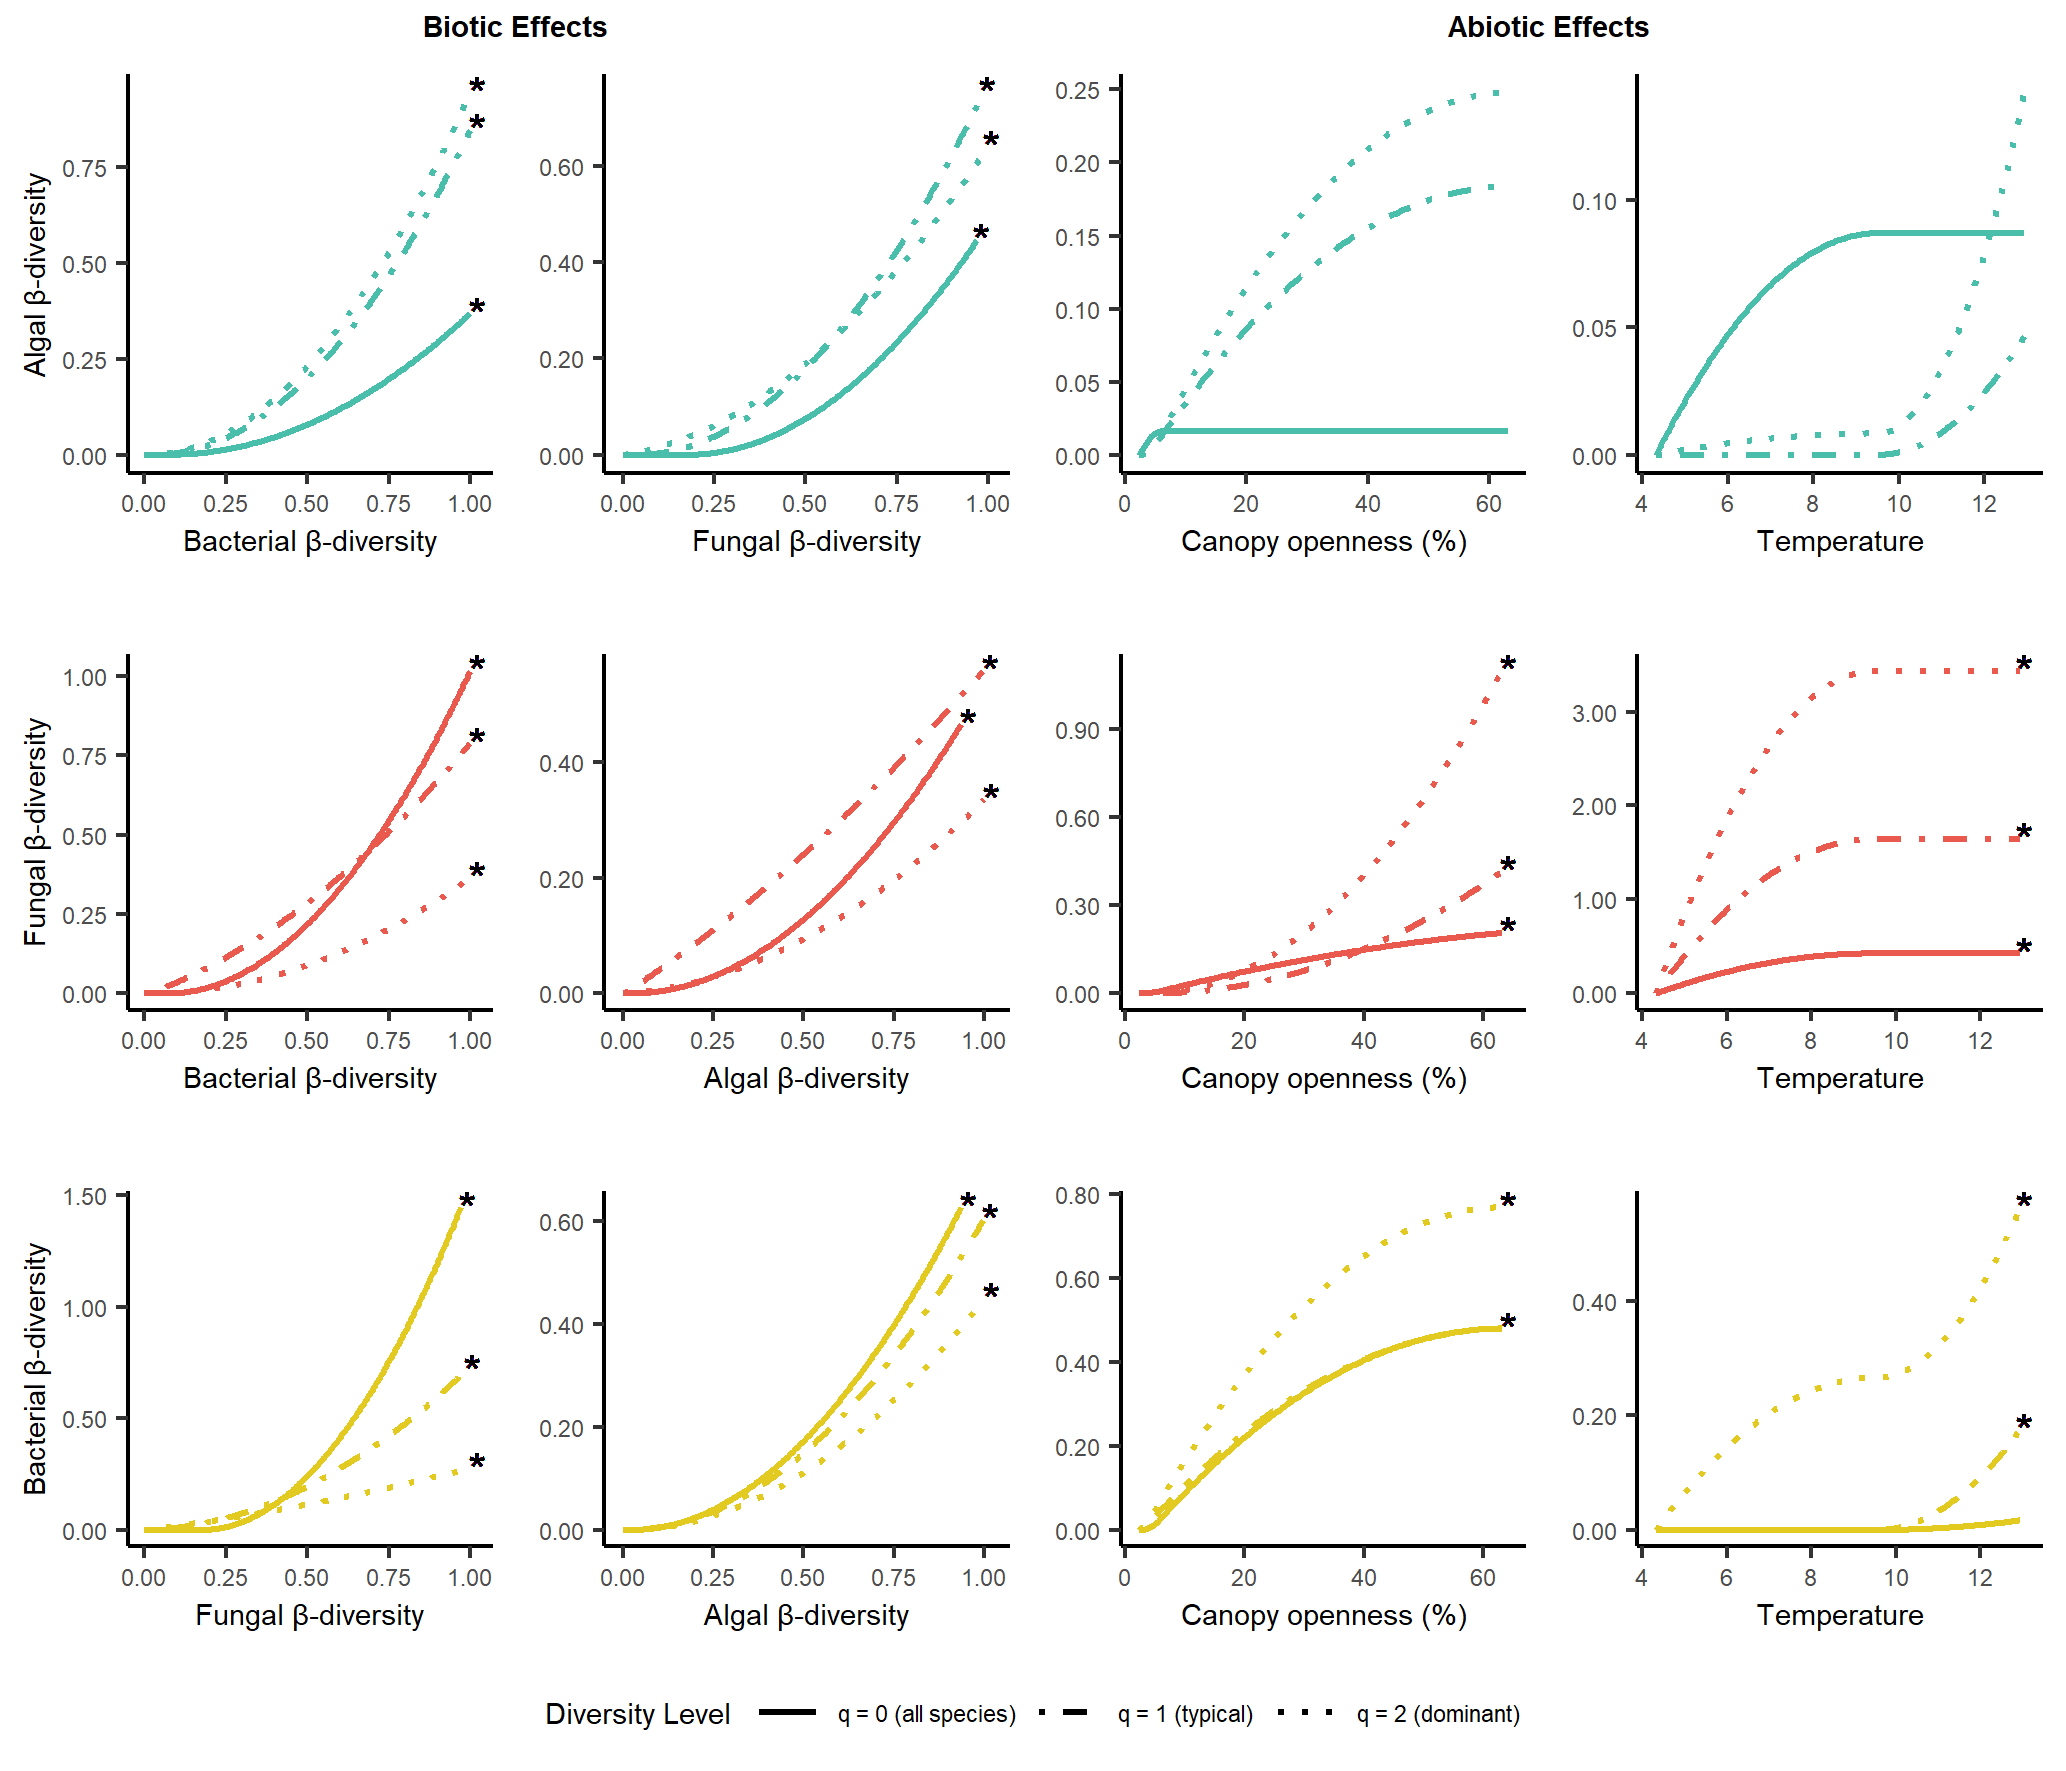 Biotic Effects
Abiotic Effects
Algal β-diversity
0.75
0.50
0.25
0.00
0.00 0.25 0.50 0.75 1.00
Bacterial β-diversity
*
*
*
0.60
0.40
0.20
0.00
0.00 0.25 0.50 0.75 1.00
Fungal β-diversity
*
*
*
0.25
0.20
0.15
0.10
0.05
0.00
0 20 40 60
Canopy openness (%)
0.10
0.05
0.00
4 6 8 10 12
Temperature
Fungal β-diversity
1.00
0.75
0.50
0.25
0.00
0.00 0.25 0.50 0.75 1.00
Bacterial β-diversity
*
*
*
0.40
0.20
0.00
0.00 0.25 0.50 0.75 1.00
Algal β-diversity
*
*
*
0.90
0.60
0.30
0.00
0 20 40 60
Canopy openness (%)
*
*
*
3.00
2.00
1.00
0.00
4 6 8 10 12
Temperature
*
*
*
Bacterial β-diversity
1.50
1.00
0.50
0.00
0.00 0.25 0.50 0.75 1.00
Fungal β-diversity
*
*
*
0.60
0.40
0.20
0.00
0.00 0.25 0.50 0.75 1.00
Algal β-diversity
*
*
*
0.80
0.60
0.40
0.20
0.00
0 20 40 60
Canopy openness (%)
*
*
0.40
0.20
0.00
4 6 8 10 12
Temperature
*
*
Diversity Level q = 0 (all species) q = 1 (typical) q = 2 (dominant)